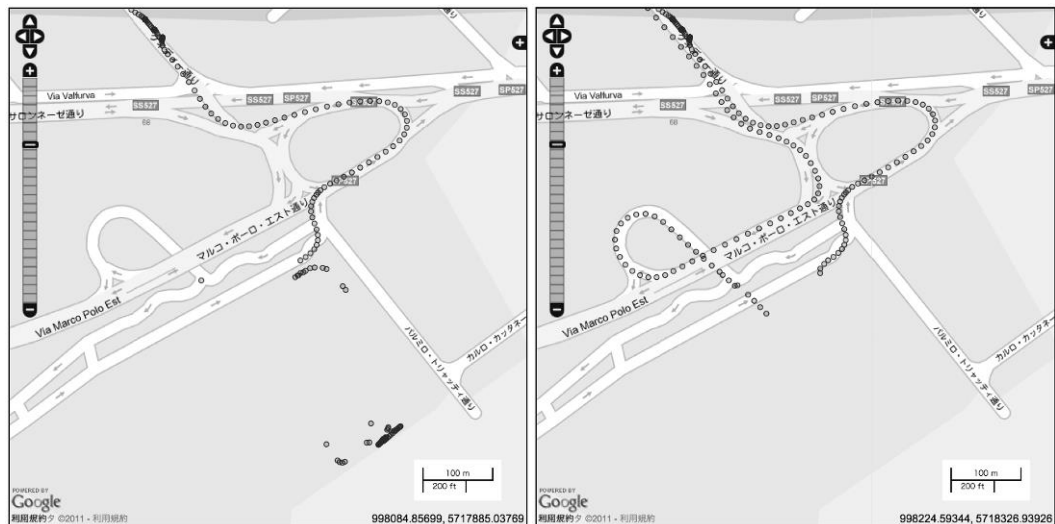 Via Valfurva
サロンネーゼ通り
68
SS527
SP527
SS527
SP527
マルコ・ポーロ・エスト通り
Via Marco Polo Est
パルミロ・トリャッティ通り
カルロ・カッタネー
100 m
200 ft
POWERED BY
Google
©2011 - 利用規約
998084.85699, 5717885.03769
Via Valfurva
サロンネーゼ通り
68
SS527
SP527
SS527
マルコ・ポーロ・エスト通り
Via Marco Polo Est
パルミロ・トリャッティ通り
カルロ・カッタネー
100 m
200 ft
POWERED BY
Google
©2011 - 利用規約
998224.59344, 5718326.93926